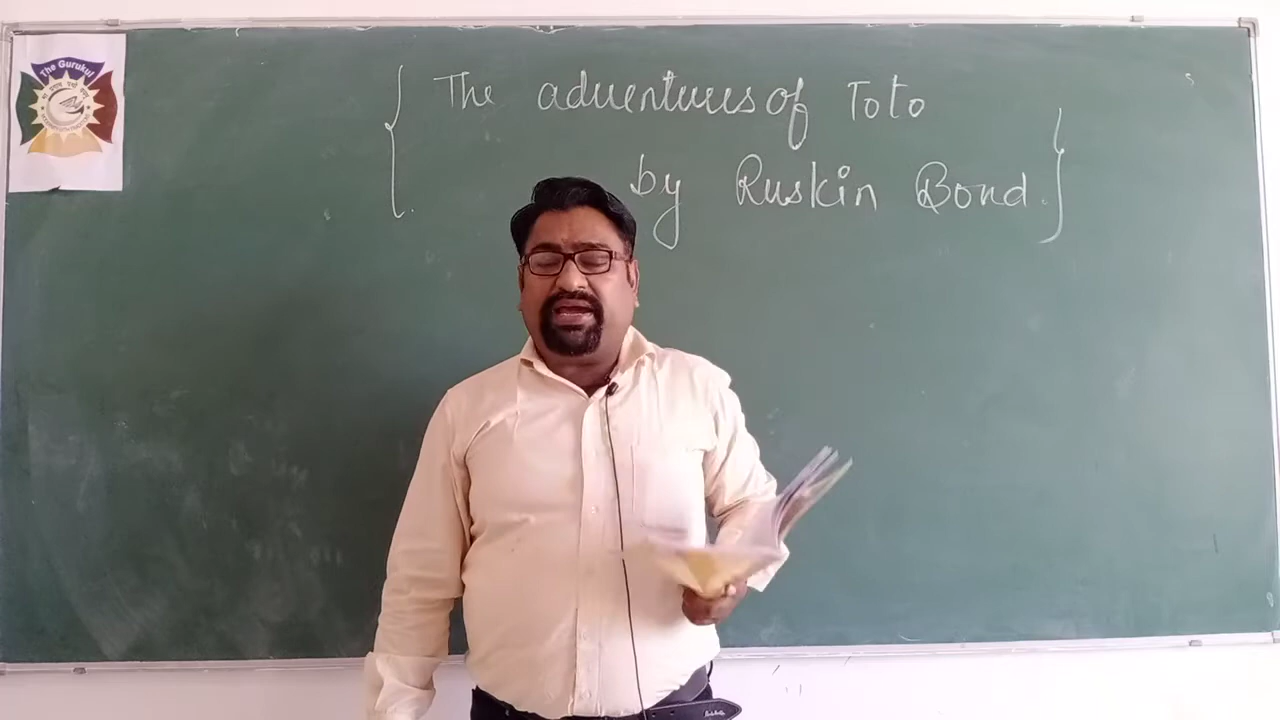 The Gurukul
The adventures of Toto
by Ruskin Bond.